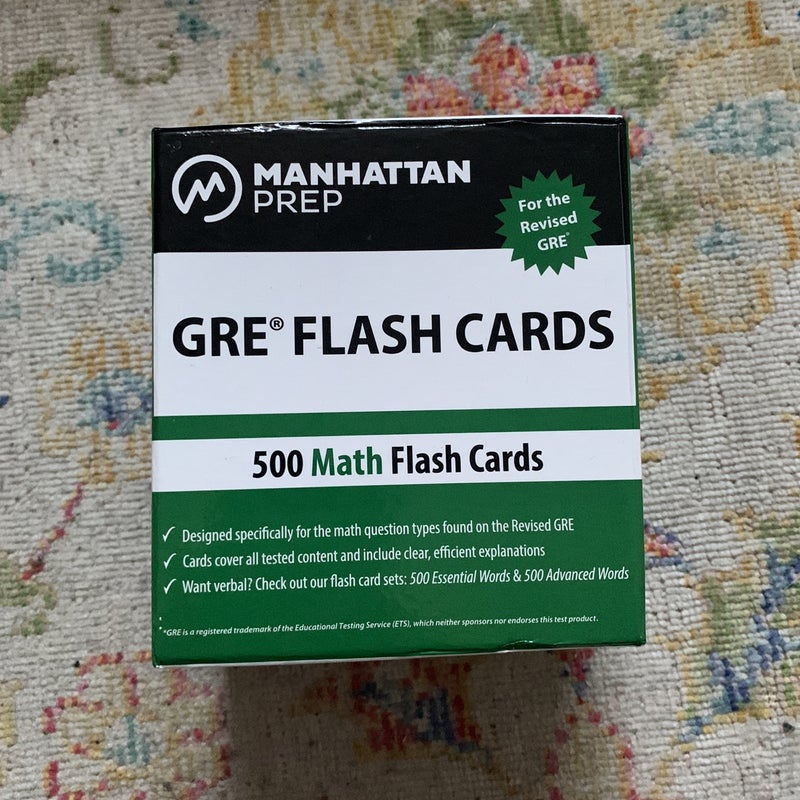 MANHATTAN
PREP
For the
Revised
GRE®
GRE® FLASH CARDS
500 Math Flash Cards
✓ Designed specifically for the math question types found on the Revised GRE
✓ Cards cover all tested content and include clear, efficient explanations
✓ Want verbal? Check out our flash card sets: 500 Essential Words & 500 Advanced Words
*GRE is a registered trademark of the Educational Testing Service (ETS), which neither sponsors nor endorses this test product.